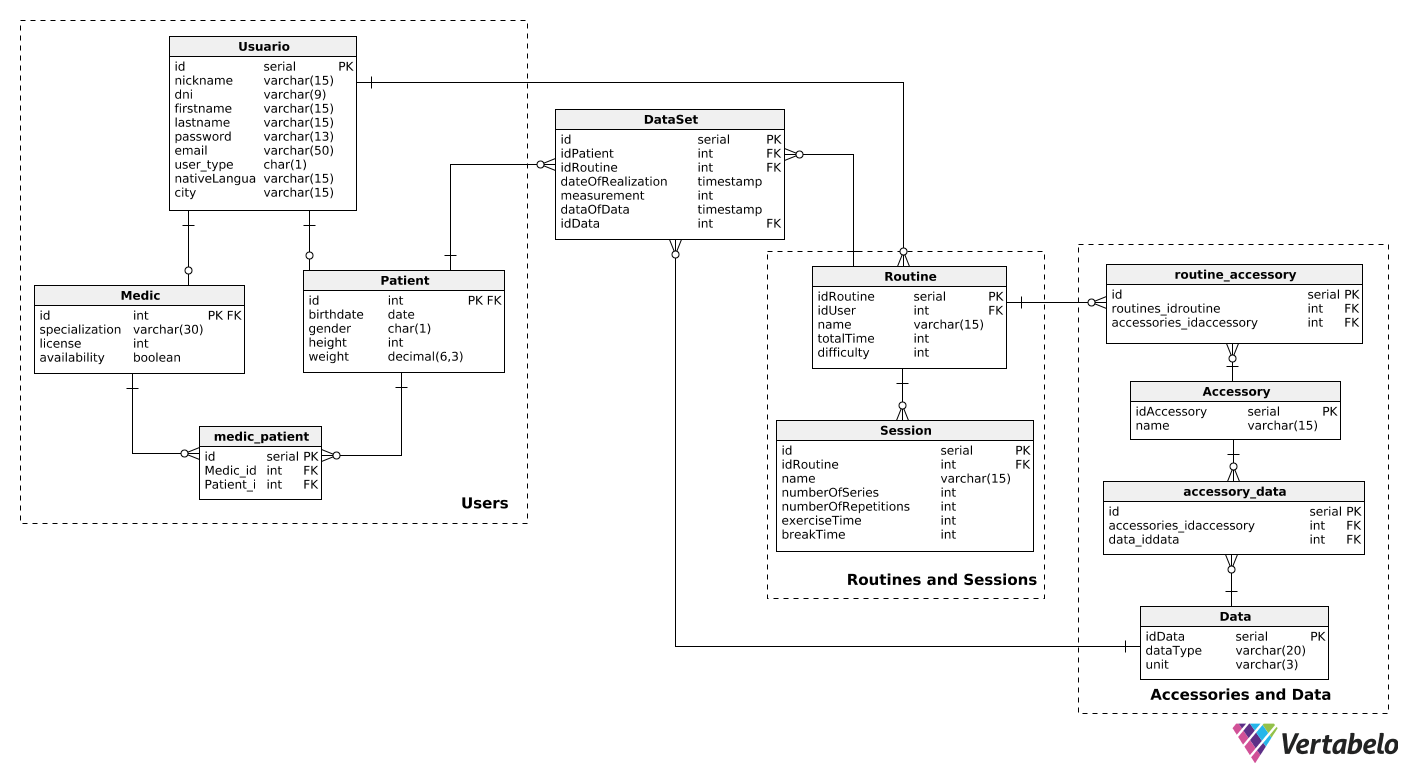 Usuario
id serial PK
nickname varchar(15)
dni varchar(9)
firstname varchar(15)
lastname varchar(15)
password varchar(13)
email varchar(50)
user_type char(1)
nativeLangua varchar(15)
city varchar(15)
Medic
id int PK FK
specialization varchar(30)
license int
availability boolean
Patient
id int PK FK
birthdate date
gender char(1)
height int
weight decimal(6,3)
medic_patient
id serial PK
Medic_id int FK
Patient_i int FK
Users
DataSet
id serial PK
idPatient int FK
idRoutine int FK
dateOfRealization timestamp
measurement int
dataOfData timestamp
idData int FK
Routine
idRoutine serial PK
idUser int FK
name varchar(15)
totalTime int
difficulty int
Session
id serial PK
idRoutine int FK
name varchar(15)
numberOfSeries int
numberOfRepetitions int
exerciseTime int
breakTime int
Routines and Sessions
routine_accessory
id serial PK
routines_idroutine int FK
accessories_idaccessory int FK
Accessory
idAccessory serial PK
name varchar(15)
accessory_data
id serial PK
accessories_idaccessory int FK
data_iddata int FK
Data
idData serial PK
dataType varchar(20)
unit varchar(3)
Accessories and Data
Vertabelo